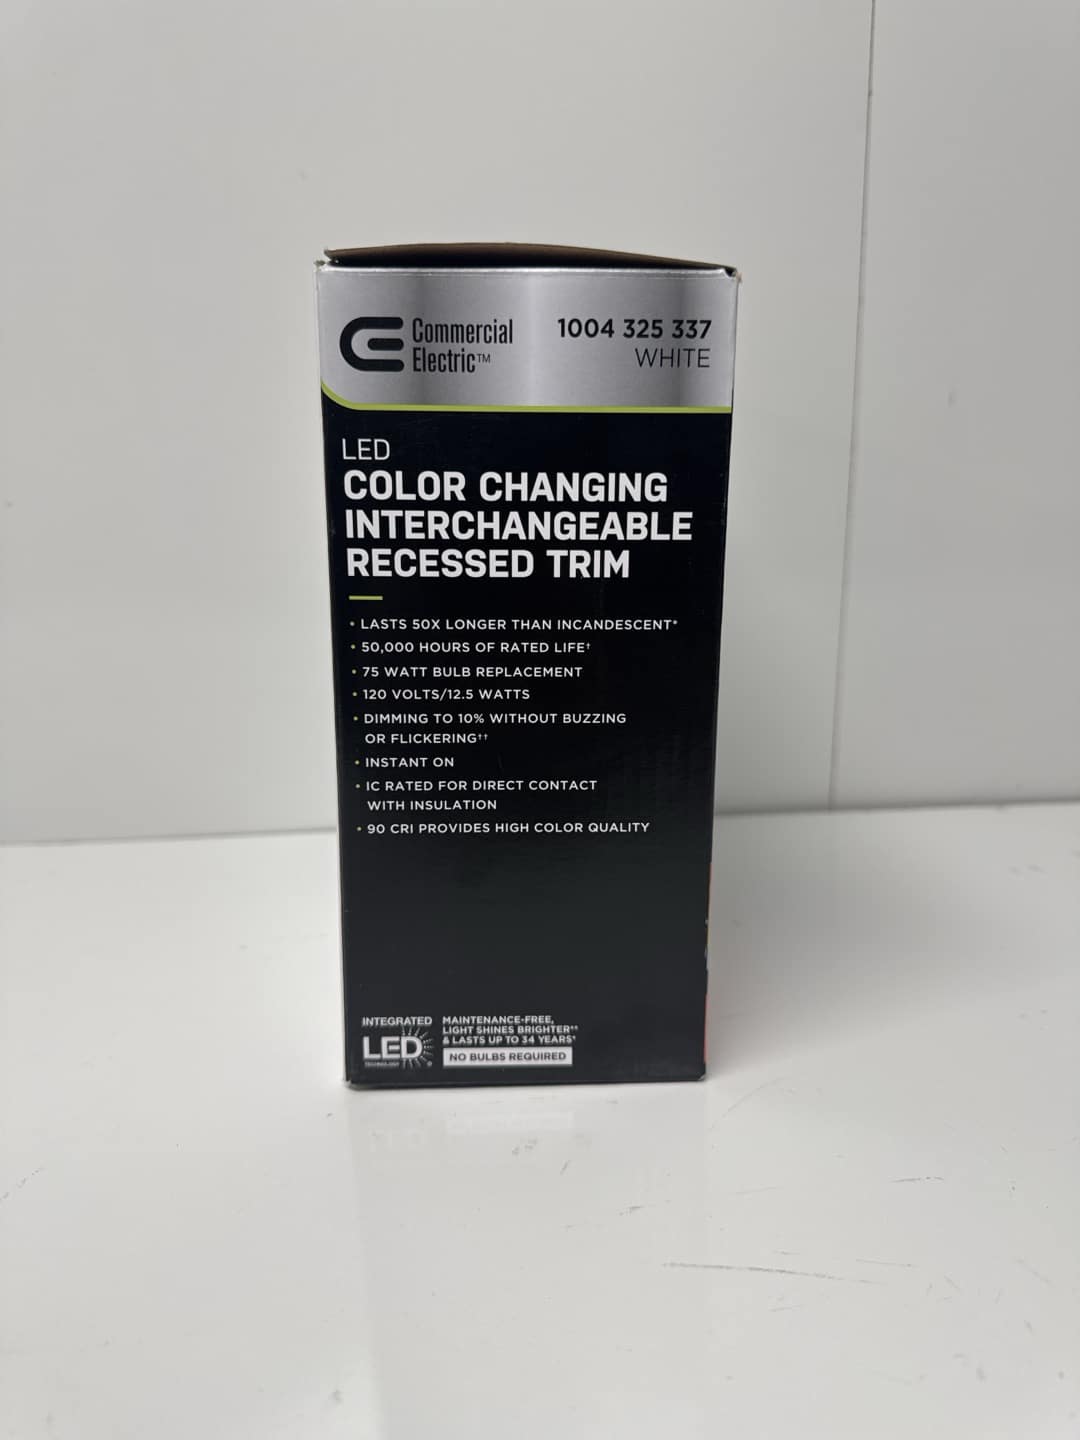 Commercial
Electric™
1004 325 337
WHITE
LED
COLOR CHANGING
INTERCHANGEABLE
RECESSED TRIM
• LASTS 50X LONGER THAN INCANDESCENT*
• 50,000 HOURS OF RATED LIFE†
• 75 WATT BULB REPLACEMENT
• 120 VOLTS/12.5 WATTS
• DIMMING TO 10% WITHOUT BUZZING
OR FLICKERING††
• INSTANT ON
• IC RATED FOR DIRECT CONTACT
WITH INSULATION
• 90 CRI PROVIDES HIGH COLOR QUALITY
INTEGRATED
LED
TECHNOLOGY
MAINTENANCE-FREE,
LIGHT SHINES BRIGHTER**
& LASTS UP TO 34 YEARS†
NO BULBS REQUIRED